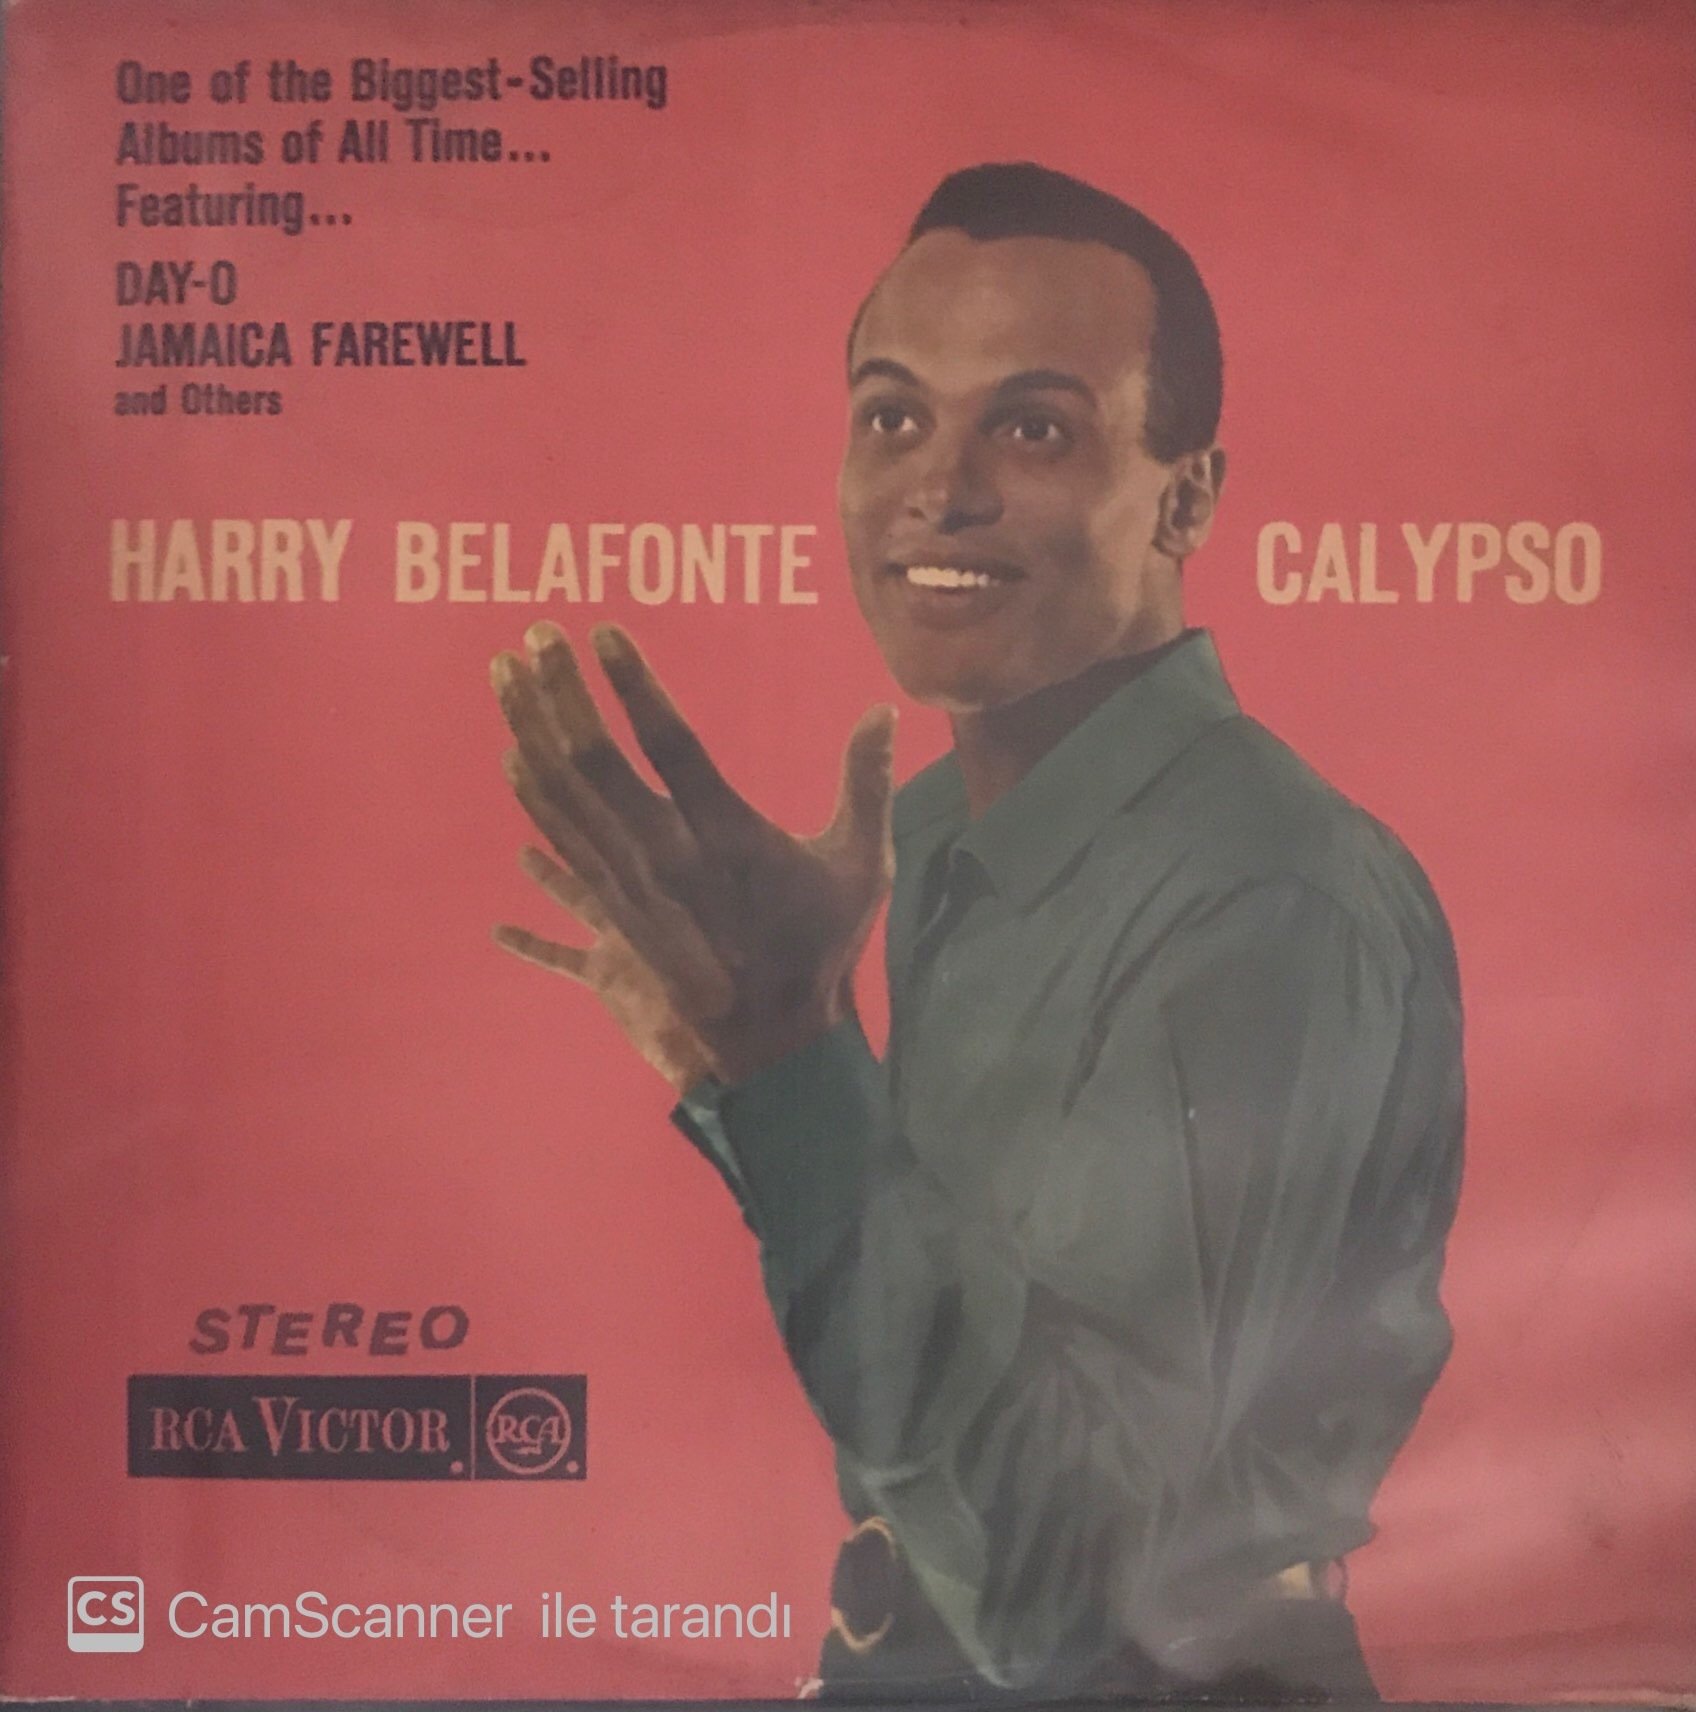 One of the Biggest-Selling
Albums of All Time...
Featuring...
DAY-O
JAMAICA FAREWELL
and Others
HARRY BELAFONTE CALYPSO
STEREO
RCA VICTOR RCA
CS CamScanner ile tarandı